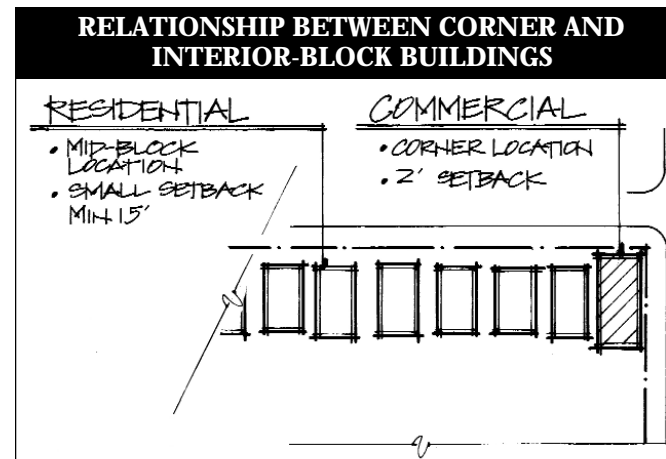 RELATIONSHIP BETWEEN CORNER AND
INTERIOR-BLOCK BUILDINGS
RESIDENTIAL
• MID-BLOCK
LOCATION
• SMALL SETBACK
MIN 15'
COMMERCIAL
• CORNER LOCATION
• 2' SETBACK